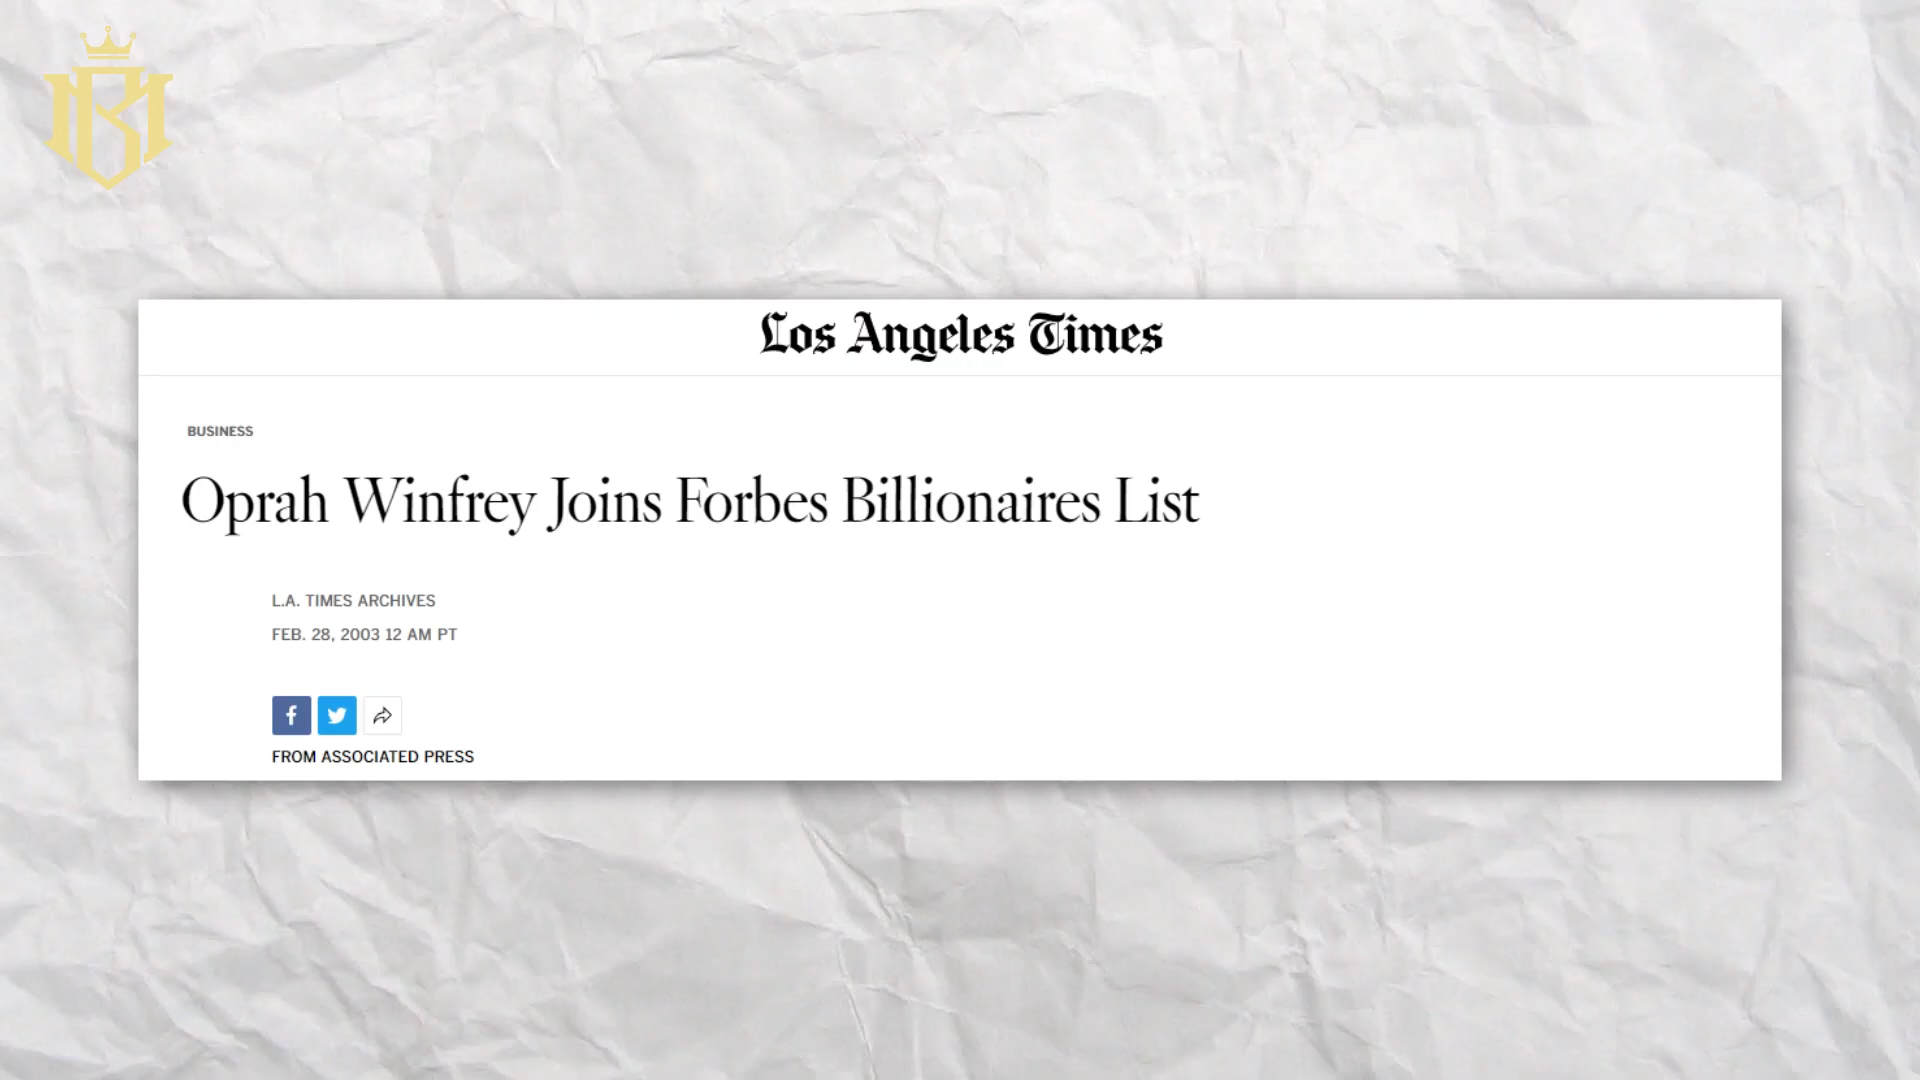 Los Angeles Times
BUSINESS
Oprah Winfrey Joins Forbes Billionaires List
L.A. TIMES ARCHIVES
FEB. 28, 2003 12 AM PT
FROM ASSOCIATED PRESS